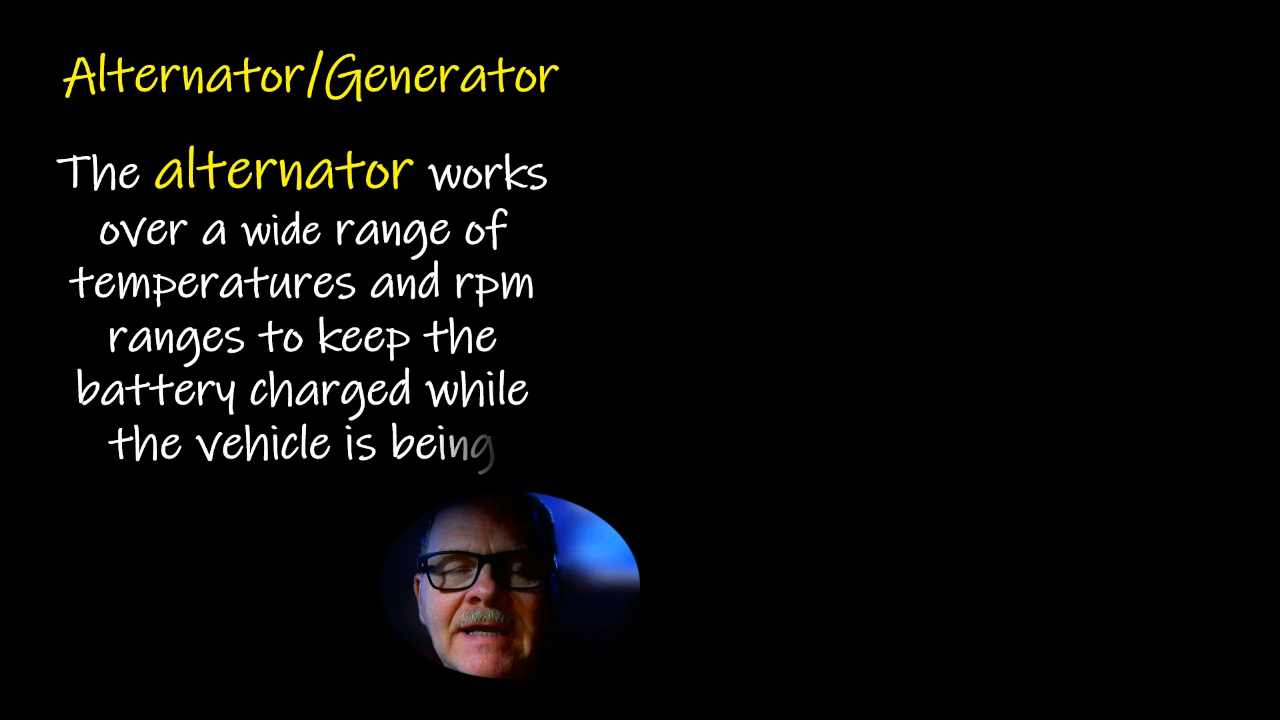 Alternator/Generator
The alternator works
over a wide range of
temperatures and rpm
ranges to keep the
battery charged while
the vehicle is being